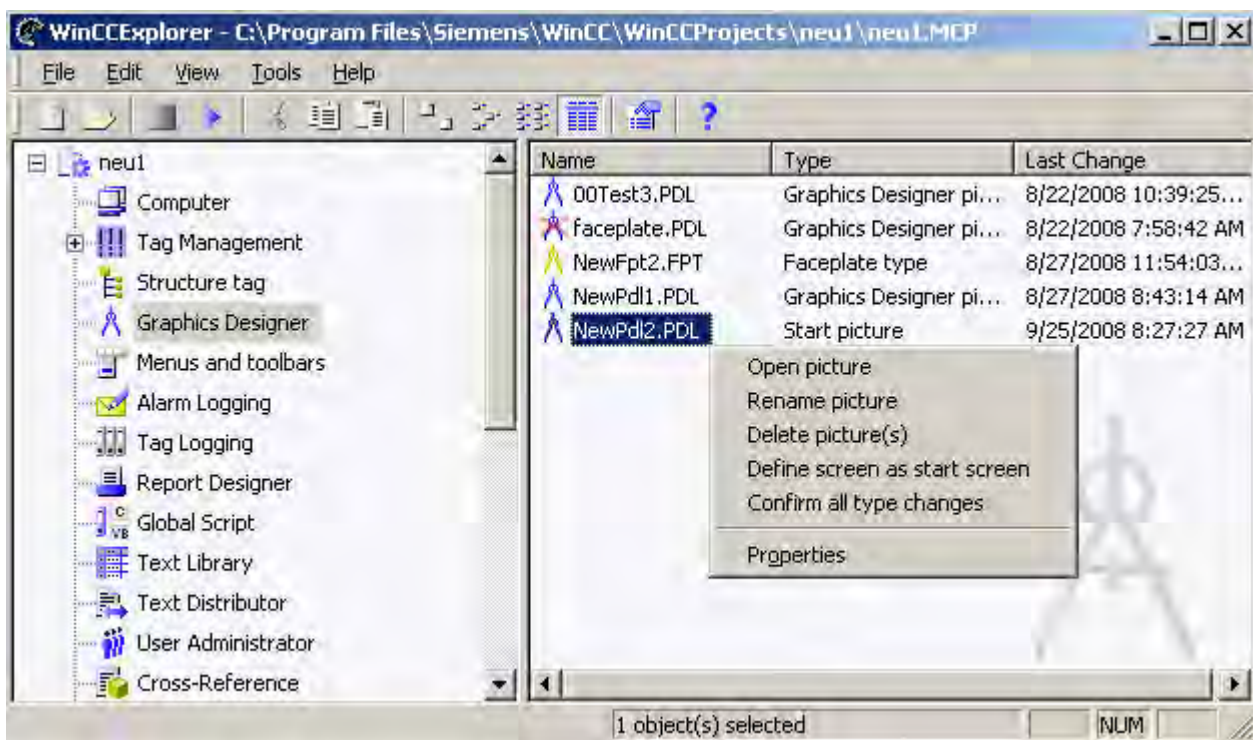 WinCCExplorer - C:\Program Files\Siemens\WinCC\WinCCProjects\neu1\neu1.MCP
File Edit View Tools Help
neu1
Computer
Tag Management
Structure tag
Graphics Designer
Menus and toolbars
Alarm Logging
Tag Logging
Report Designer
Global Script
Text Library
Text Distributor
User Administrator
Cross-Reference
Name Type Last Change
00Test3.PDL Graphics Designer pi... 8/22/2008 10:39:25...
faceplate.PDL Graphics Designer pi... 8/22/2008 7:58:42 AM
NewFpt2.FPT Faceplate type 8/27/2008 11:54:03...
NewPdl1.PDL Graphics Designer pi... 8/27/2008 8:43:14 AM
NewPdl2.PDL Start picture 9/25/2008 8:27:27 AM
Open picture
Rename picture
Delete picture(s)
Define screen as start screen
Confirm all type changes
Properties
1 object(s) selected NUM